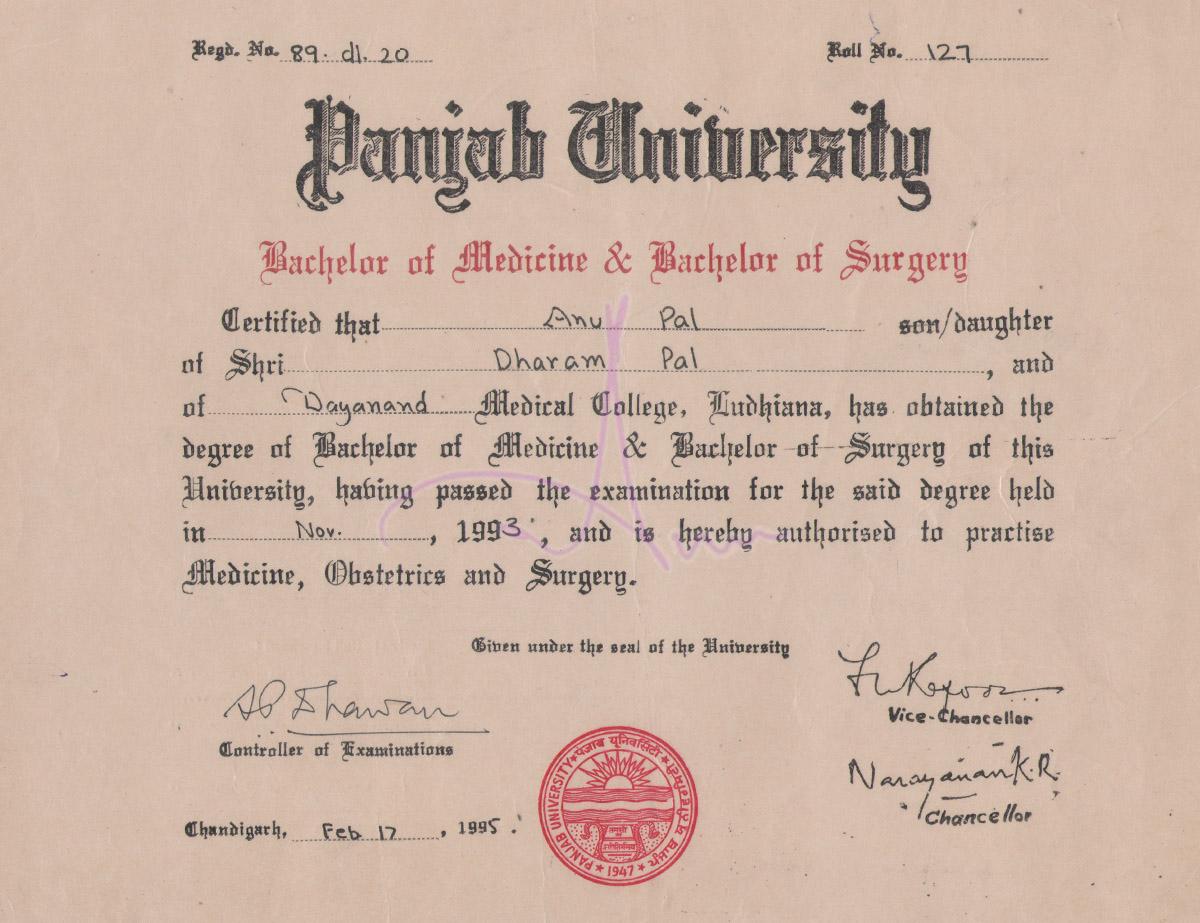 Regd. No. 89. dl. 20 Roll No. 127
Panjab University
Bachelor of Medicine & Bachelor of Surgery
Certified that Anu Pal son/daughter
of Shri Dharam Pal, and
of Dayanand Medical College, Ludhiana, has obtained the
degree of Bachelor of Medicine & Bachelor of Surgery of this
University, having passed the examination for the said degree held
in Nov., 1993, and is hereby authorised to practise
Medicine, Obstetrics and Surgery.
Given under the seal of the University
SP Dhawan
Controller of Examinations
Vice-Chancellor
Narayanan K.R.
Chancellor
Chandigarh, Feb 17, 1995.
PANJAB UNIVERSITY
पंजाब यूनिवर्सिटी
1947